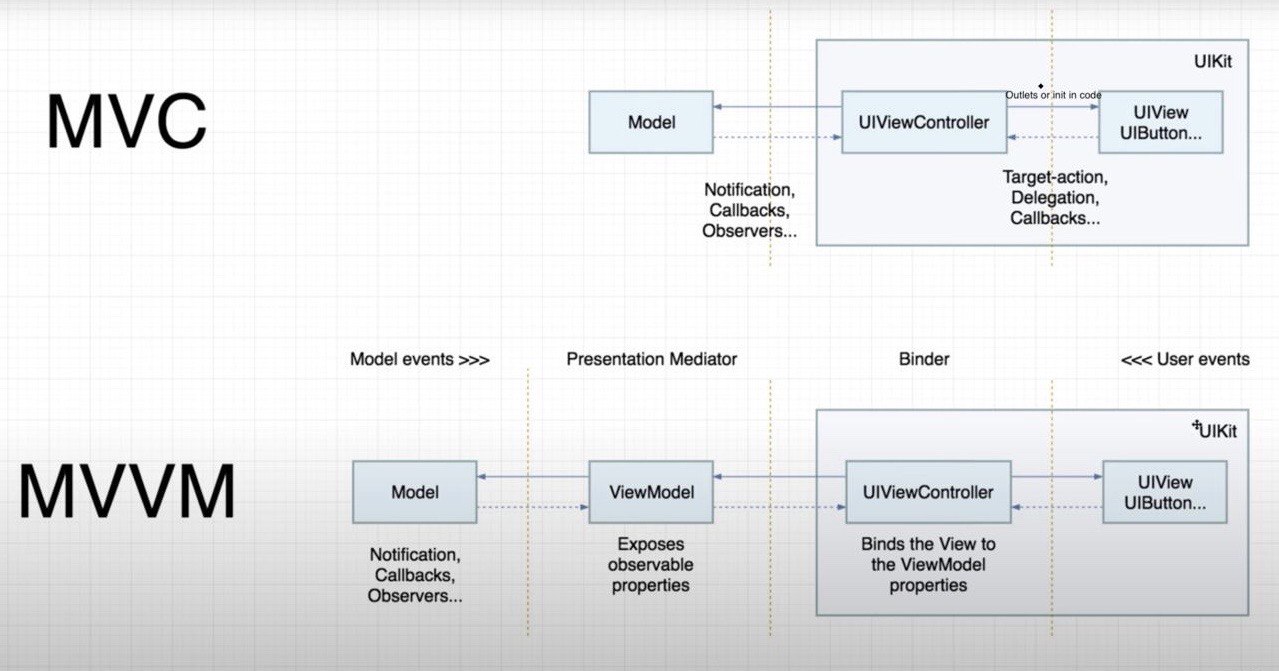 MVC
UIKit
Outlets or init in code
Model
UIViewController
UIView
UIButton...
Notification,
Callbacks,
Observers...
Target-action,
Delegation,
Callbacks...
Model events >>>
Presentation Mediator
Binder
<<< User events
MVVM
UIKit
Model
ViewModel
UIViewController
UIView
UIButton...
Notification,
Callbacks,
Observers...
Exposes
observable
properties
Binds the View to
the ViewModel
properties